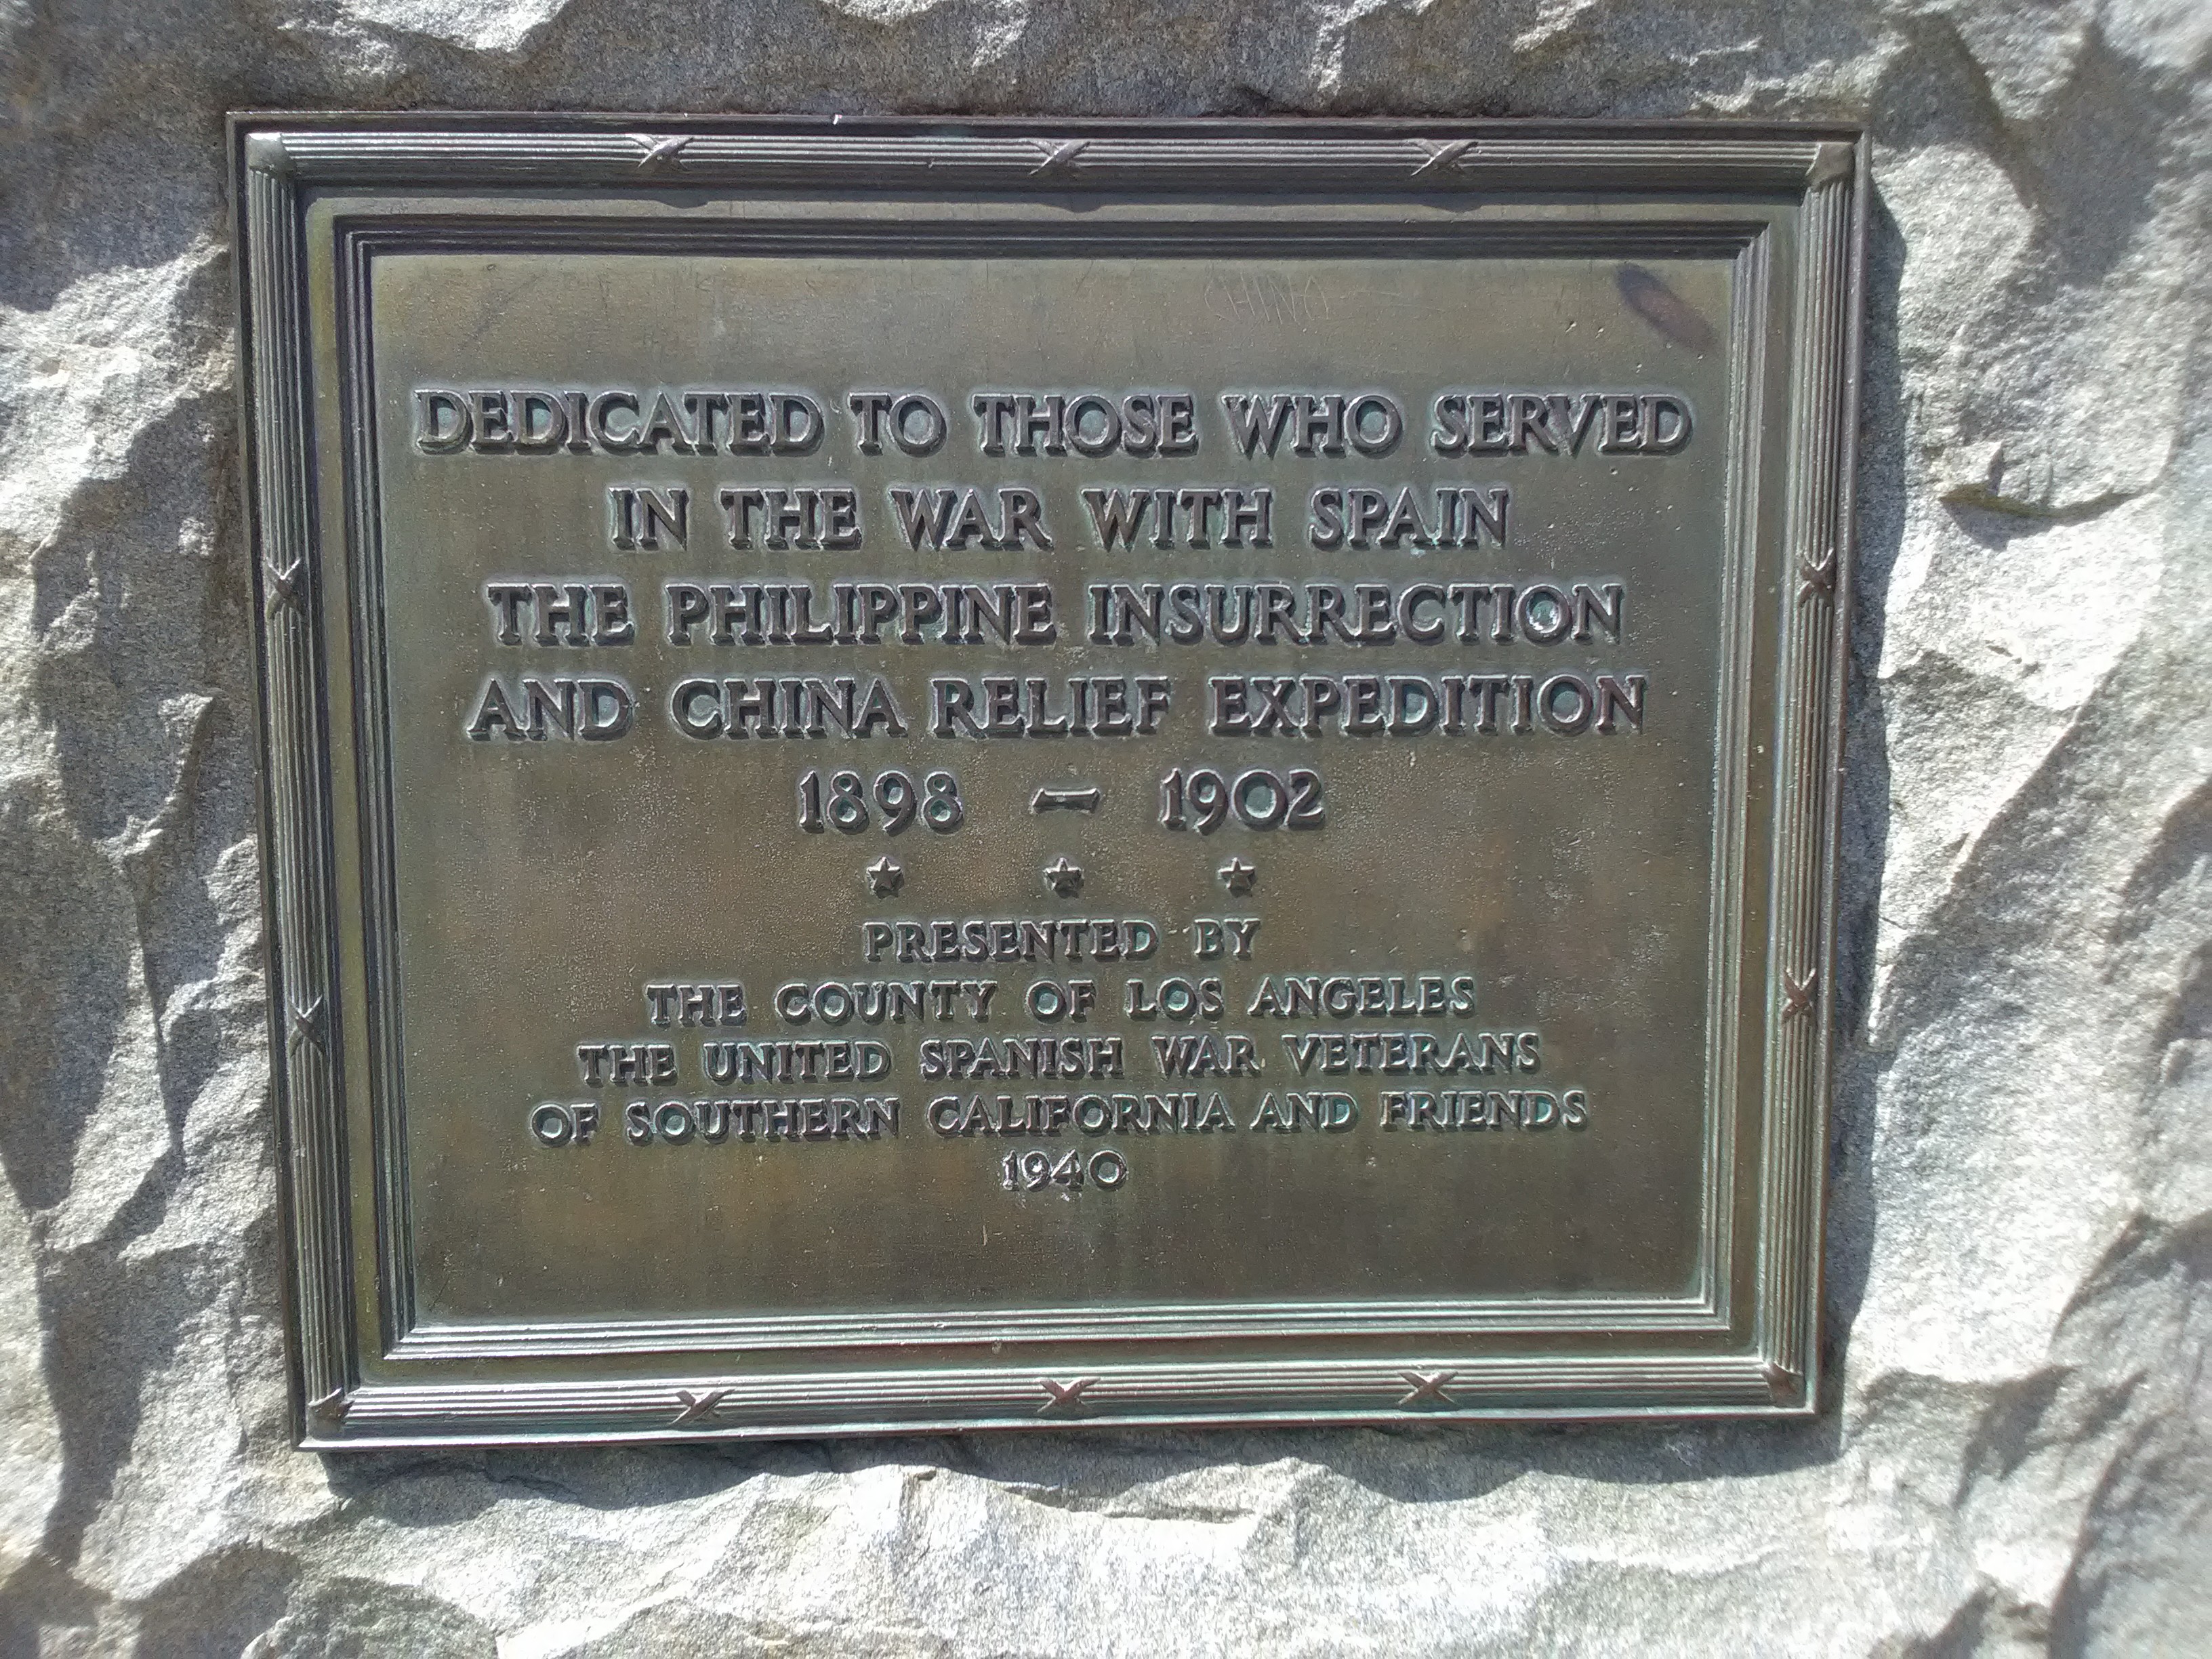 DEDICATED TO THOSE WHO SERVED
IN THE WAR WITH SPAIN
THE PHILIPPINE INSURRECTION
AND CHINA RELIEF EXPEDITION
1898 — 1902
PRESENTED BY
THE COUNTY OF LOS ANGELES
THE UNITED SPANISH WAR VETERANS
OF SOUTHERN CALIFORNIA AND FRIENDS
1940